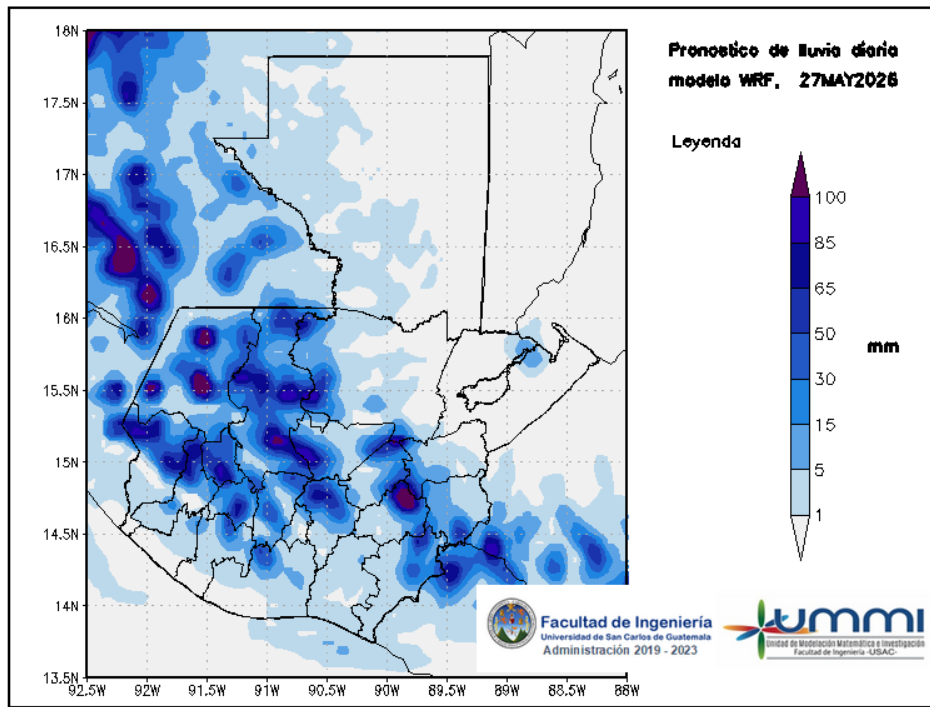 Pronostico de lluvia diaria
modelo WRF, 27MAY2026
Leyenda
100
85
65
50
30
15
5
1
mm
18N
17.5N
17N
16.5N
16N
15.5N
15N
14.5N
14N
13.5N
92.5W
92W
91.5W
91W
90.5W
90W
89.5W
89W
88.5W
88W
Facultad de Ingeniería
Universidad de San Carlos de Guatemala
Administración 2019 - 2023
UMMI
Unidad de Modelación Matemática e Investigación
Facultad de Ingeniería -USAC-